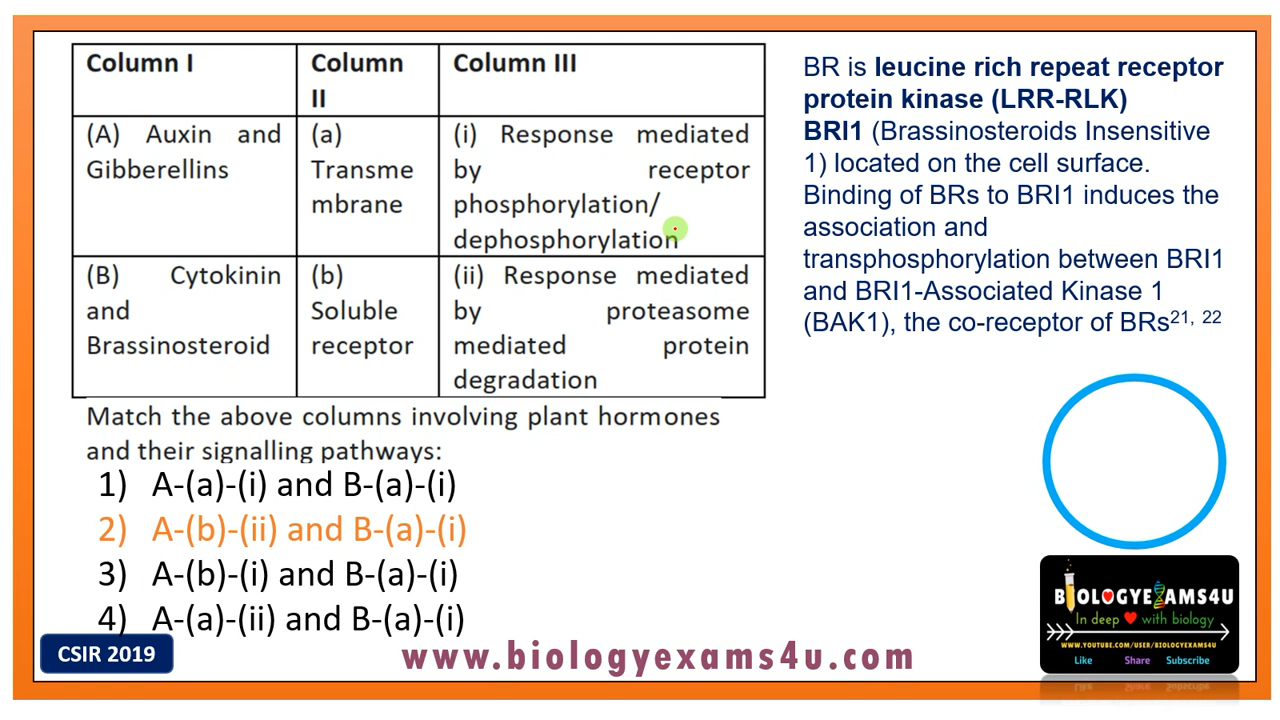 Column I
Column
II
Column III
(A) Auxin and
Gibberellins
(a)
Transme
mbrane
(i) Response mediated
by receptor
phosphorylation/
dephosphorylation
(B) Cytokinin
and
Brassinosteroid
(b)
Soluble
receptor
(ii) Response mediated
by proteasome
mediated protein
degradation
Match the above columns involving plant hormones
and their signalling pathways:
1) A-(a)-(i) and B-(a)-(i)
2) A-(b)-(ii) and B-(a)-(i)
3) A-(b)-(i) and B-(a)-(i)
4) A-(a)-(ii) and B-(a)-(i)
CSIR 2019
www.biologyexams4u.com
BR is leucine rich repeat receptor
protein kinase (LRR-RLK)
BRI1 (Brassinosteroids Insensitive
1) located on the cell surface.
Binding of BRs to BRI1 induces the
association and
transphosphorylation between BRI1
and BRI1-Associated Kinase 1
(BAK1), the co-receptor of BRs21, 22
BIOLOGYEXAMS4U
In deep with biology
WWW.YOUTUBE.COM/USER/BIOLOGYEXAMS4U
Like Share Subscribe